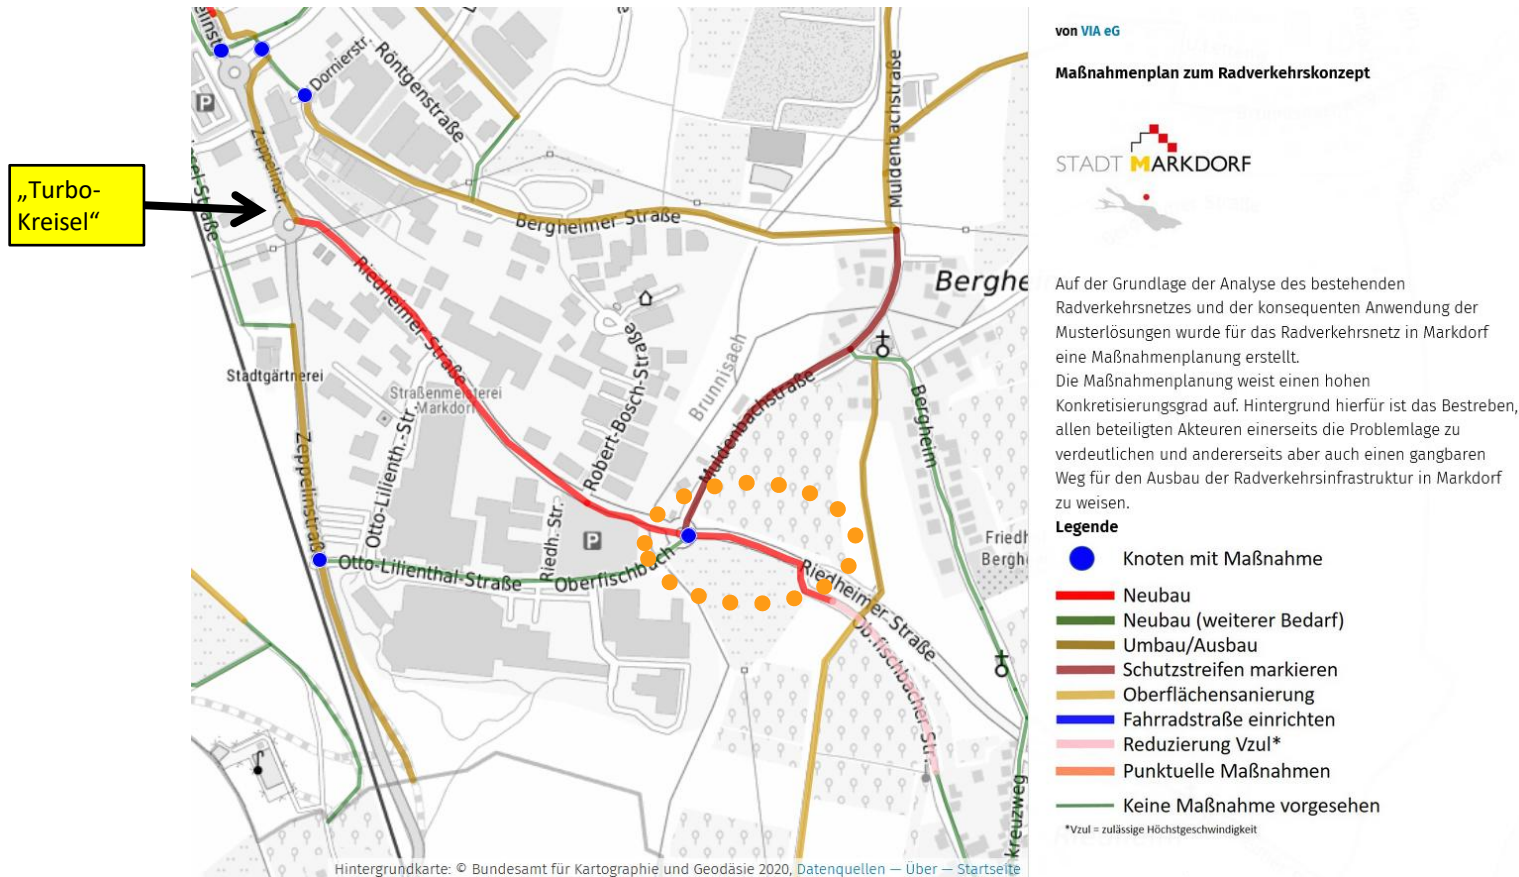 „Turbo-
Kreisel“
Dornierstr.
Röntgenstraße
Zeppelinstr.
P
Muldenbachstraße
Bergheimer Straße
Berghe
Riedheimer-Straße
Stadtgärtnerei
Straßenmeisterei
Markdorf
Robert-Bosch-Straße
Brunnisach
Muldenbachstraße
Bergheim
Zeppelinstraße
Otto-Lilienth.-Str.
Riedh. Str.
P
Otto-Lilienthal-Straße
Oberfischbach
Riedheimer-Straße
Ob.fischbacher-Str.
Friedh
Bergh
Kreuzweg
Hintergrundkarte: © Bundesamt für Kartographie und Geodäsie 2020, Datenquellen — Über — Startseite
von VIA eG
Maßnahmenplan zum Radverkehrskonzept
STADT MARKDORF
Auf der Grundlage der Analyse des bestehenden
Radverkehrsnetzes und der konsequenten Anwendung der
Musterlösungen wurde für das Radverkehrsnetz in Markdorf
eine Maßnahmenplanung erstellt.
Die Maßnahmenplanung weist einen hohen
Konkretisierungsgrad auf. Hintergrund hierfür ist das Bestreben,
allen beteiligten Akteuren einerseits die Problemlage zu
verdeutlichen und andererseits aber auch einen gangbaren
Weg für den Ausbau der Radverkehrsinfrastruktur in Markdorf
zu weisen.
Legende
Knoten mit Maßnahme
Neubau
Neubau (weiterer Bedarf)
Umbau/Ausbau
Schutzstreifen markieren
Oberflächensanierung
Fahrradstraße einrichten
Reduzierung Vzul*
Punktuelle Maßnahmen
Keine Maßnahme vorgesehen
*Vzul = zulässige Höchstgeschwindigkeit